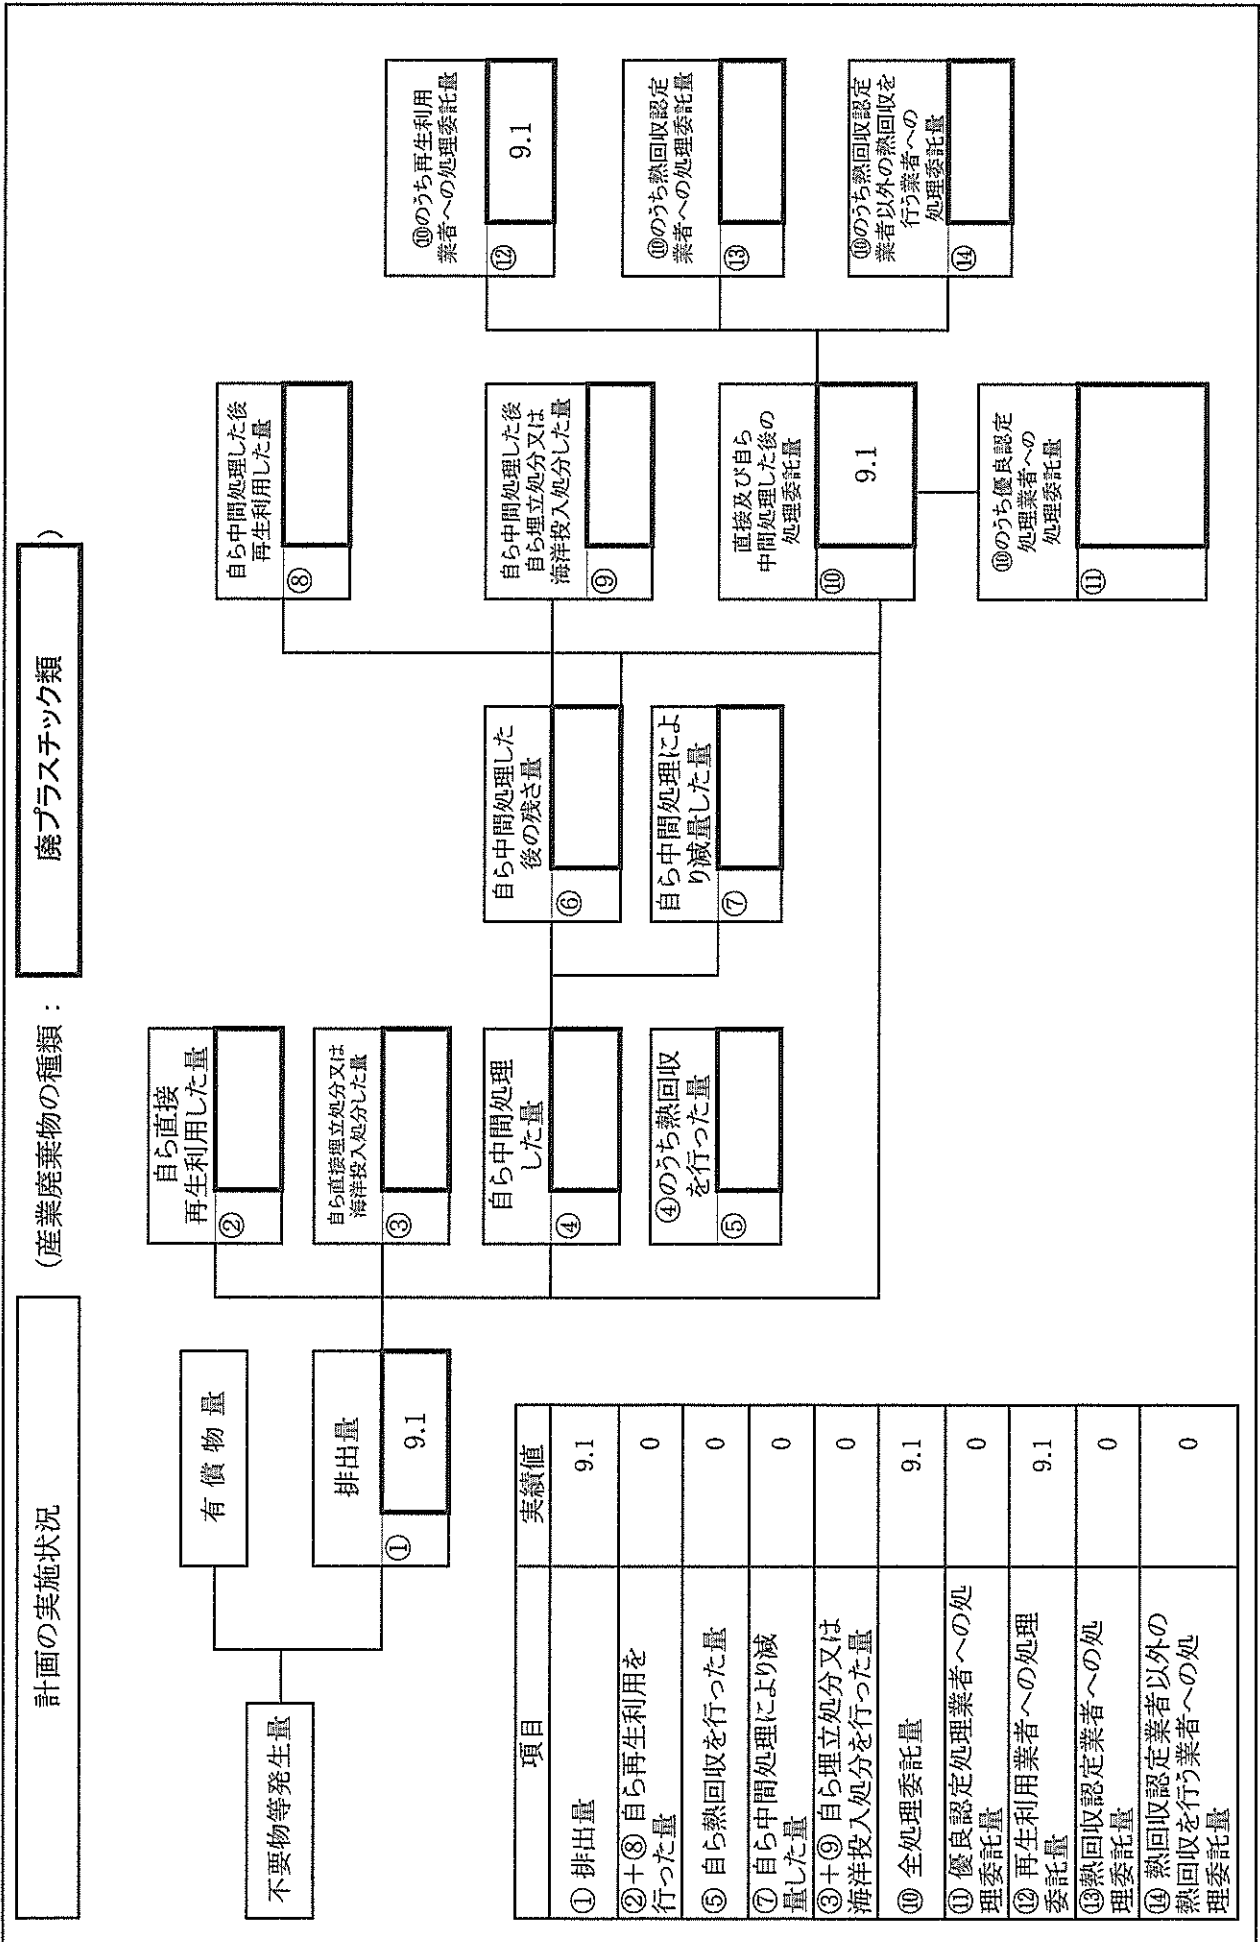 計画の実施状況
(産業廃棄物の種類：
廃プラスチック類
)
不要物等発生量
有償物量
排出量
①
9.1
自ら直接
再生利用した量
②
自ら直接埋立処分又は
海洋投入処分した量
③
自ら中間処理
した量
④
④のうち熱回収
を行った量
⑤
自ら中間処理した
後の残さ量
⑥
自ら中間処理によ
り減量した量
⑦
自ら中間処理した後
再生利用した量
⑧
自ら中間処理した後
自ら埋立処分又は
海洋投入処分した量
⑨
直接及び自ら
中間処理した後の
処理委託量
⑩
9.1
⑩のうち優良認定
処理業者への
処理委託量
⑪
⑩のうち再生利用
業者への処理委託量
⑫
9.1
⑩のうち熱回収認定
業者への処理委託量
⑬
⑩のうち熱回収認定
業者以外の熱回収を
行う業者への
処理委託量
⑭
項目
実績値
①排出量
9.1
②＋⑧ 自ら再生利用を
行った量
0
⑤ 自ら熱回収を行った量
0
⑦ 自ら中間処理により減
量した量
0
③＋⑨ 自ら埋立処分又は
海洋投入処分を行った量
0
⑩ 全処理委託量
9.1
⑪ 優良認定処理業者への処
理委託量
0
⑫ 再生利用業者への処理
委託量
9.1
⑬熱回収認定業者への処
理委託量
0
⑭ 熱回収認定業者以外の
熱回収を行う業者への処
理委託量
0